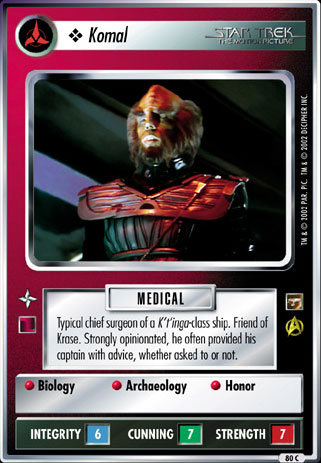 ❖ Komal
STAR TREK
THE MOTION PICTURE
TM & © 2002 PAR. P.C. TM & © 2002 DECIPHER INC.
MEDICAL
Typical chief surgeon of a K't'inga-class ship. Friend of
Krase. Strongly opinionated, he often provided his
captain with advice, whether asked to or not.
Biology Archaeology Honor
INTEGRITY 6 CUNNING 7 STRENGTH 7
80 C